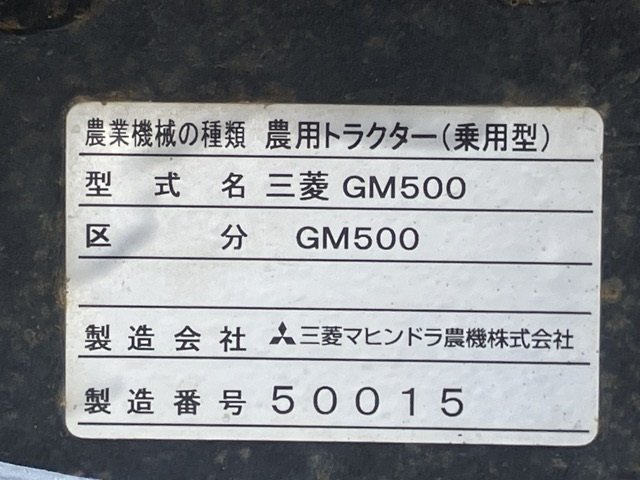 農業機械の種類 農用トラクター(乗用型)
型式名 三菱 GM500
区分 GM500
製造会社 三菱マヒンドラ農機株式会社
製造番号 50015